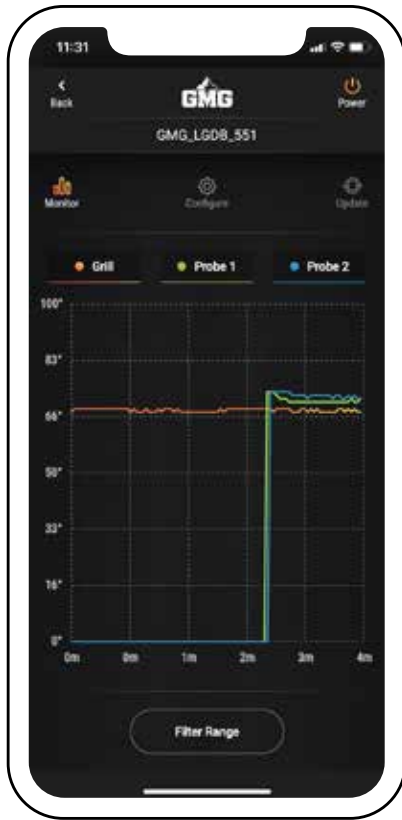 11:31
Back
GMG
Power
GMG_LGDB_551
Monitor
Configure
Update
Grill Probe 1 Probe 2
100°
83°
66°
50°
33°
16°
0°
0m 0m 1m 2m 3m 4m
Filter Range